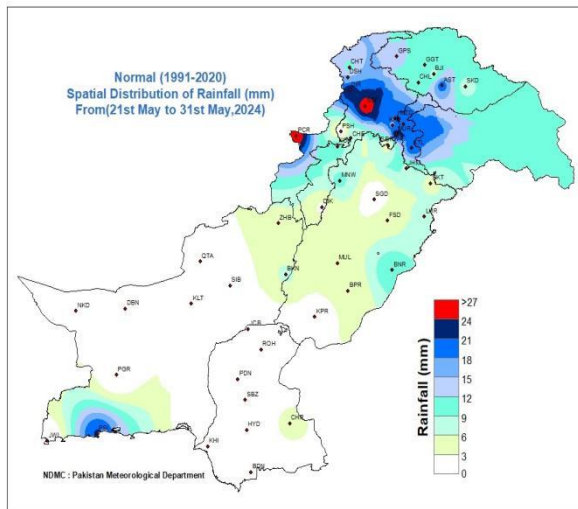 Normal (1991-2020)
Spatial Distribution of Rainfall (mm)
From(21st May to 31st May,2024)
GPS
CHT
GGT
DSH
BJI
CHL
AST
SKD
PCR
PSH
CHE
MNW
SKT
DIK
SGD
ZHB
FSD
LHR
QTA
MUL
BNR
SIB
BPR
NKD
DBN
KLT
KPR
JCB
ROH
PGR
PDN
SBZ
CHR
HYD
JWI
KHI
BDN
Rainfall (mm)
>27
24
21
18
15
12
9
6
3
0
NDMC : Pakistan Meteorological Department